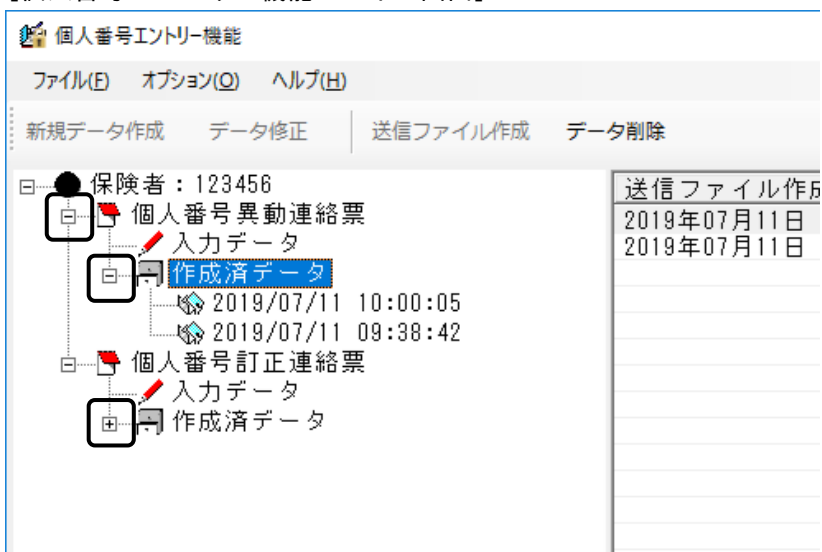 個人番号エントリー機能
ファイル(F) オプション(O) ヘルプ(H)
新規データ作成 データ修正 送信ファイル作成 データ削除
保険者：123456
個人番号異動連絡票
入力データ
作成済データ
2019/07/11 10:00:05
2019/07/11 09:38:42
個人番号訂正連絡票
入力データ
作成済データ
送信ファイル作成
2019年07月11日
2019年07月11日